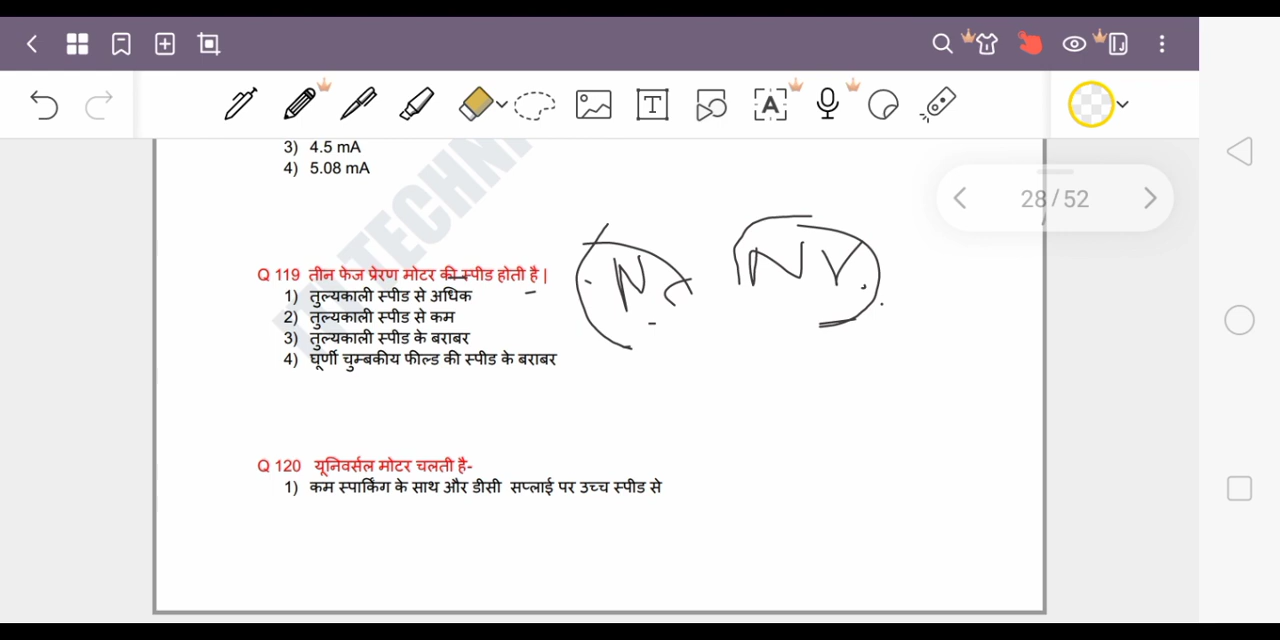 3) 4.5 mA
4) 5.08 mA
28 / 52
Q 119 तीन फेज प्रेरण मोटर की स्पीड होती है |
1) तुल्यकाली स्पीड से अधिक
2) तुल्यकाली स्पीड से कम
3) तुल्यकाली स्पीड के बराबर
4) घूर्णी चुम्बकीय फील्ड की स्पीड के बराबर
Q 120 यूनिवर्सल मोटर चलती है-
1) कम स्पार्किंग के साथ और डीसी सप्लाई पर उच्च स्पीड से